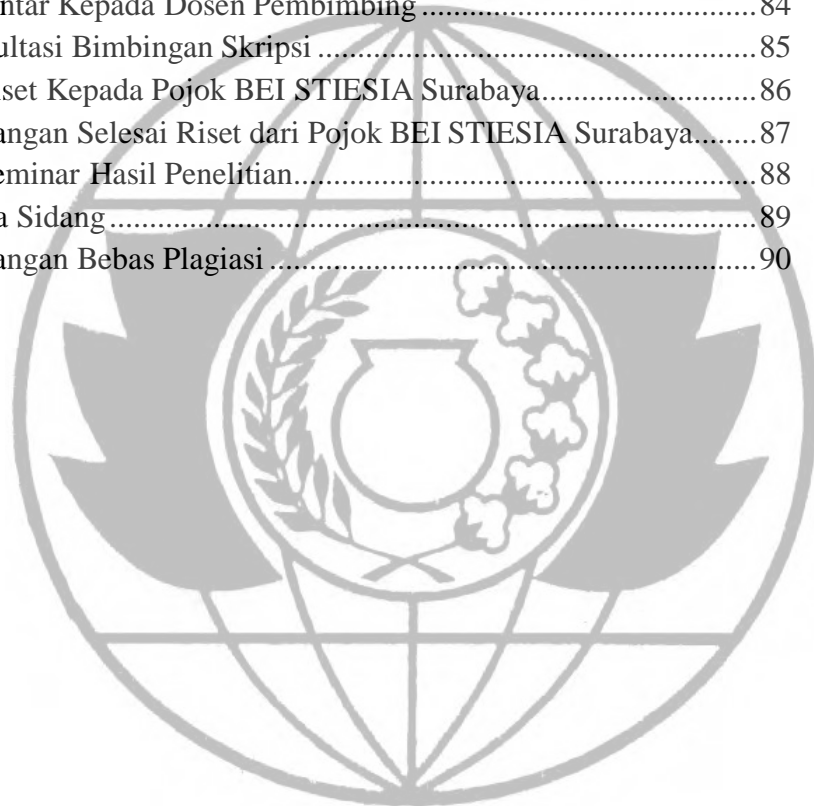 ntar Kepada Dosen Pembimbing ........................................................ 84
ultasi Bimbingan Skripsi ........................................................................ 85
iset Kepada Pojok BEI STIESIA Surabaya.................................... 86
angan Selesai Riset dari Pojok BEI STIESIA Surabaya........ 87
eminar Hasil Penelitian............................................................................ 88
a Sidang ........................................................................................................... 89
angan Bebas Plagiasi ................................................................................ 90